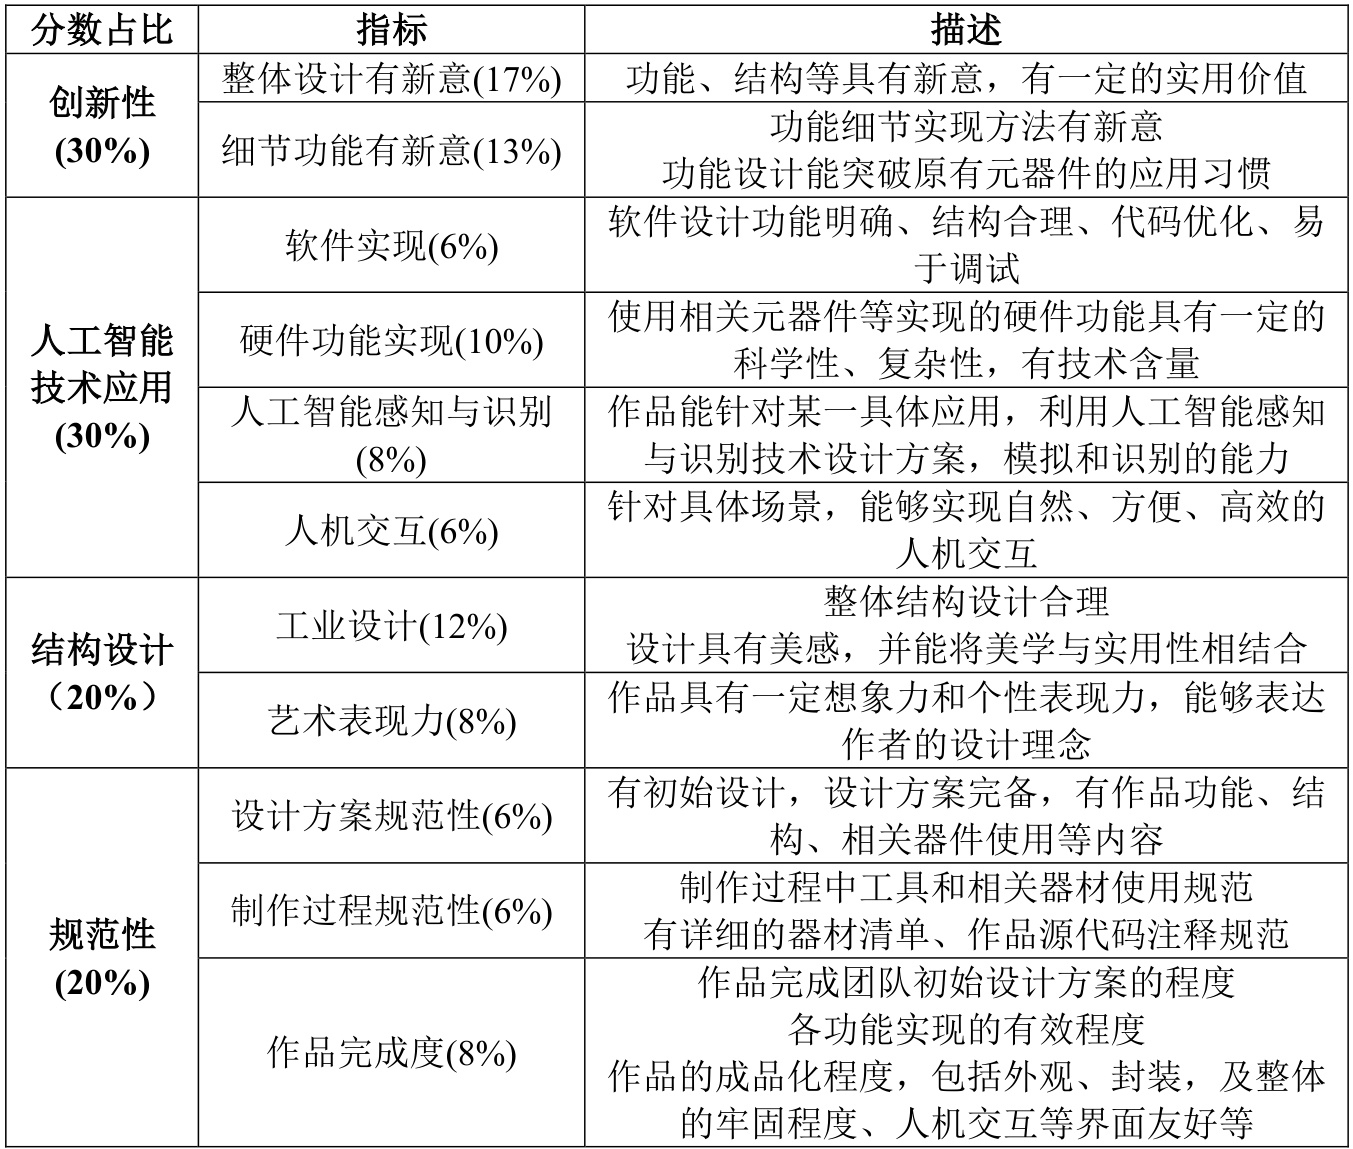 分数占比 指标 描述
创新性
(30%)
整体设计有新意(17%)
功能、结构等具有新意，有一定的实用价值
细节功能有新意(13%)
功能细节实现方法有新意
功能设计能突破原有元器件的应用习惯
人工智能
技术应用
(30%)
软件实现(6%)
软件设计功能明确、结构合理、代码优化、易
于调试
硬件功能实现(10%)
使用相关元器件等实现的硬件功能具有一定的
科学性、复杂性，有技术含量
人工智能感知与识别
(8%)
作品能针对某一具体应用，利用人工智能感知
与识别技术设计方案，模拟和识别的能力
人机交互(6%)
针对具体场景，能够实现自然、方便、高效的
人机交互
结构设计
（20%）
工业设计(12%)
整体结构设计合理
设计具有美感，并能将美学与实用性相结合
艺术表现力(8%)
作品具有一定想象力和个性表现力，能够表达
作者的设计理念
规范性
(20%)
设计方案规范性(6%)
有初始设计，设计方案完备，有作品功能、结
构、相关器件使用等内容
制作过程规范性(6%)
制作过程中工具和相关器材使用规范
有详细的器材清单、作品源代码注释规范
作品完成度(8%)
作品完成团队初始设计方案的程度
各功能实现的有效程度
作品的成品化程度，包括外观、封装，及整体
的牢固程度、人机交互等界面友好等